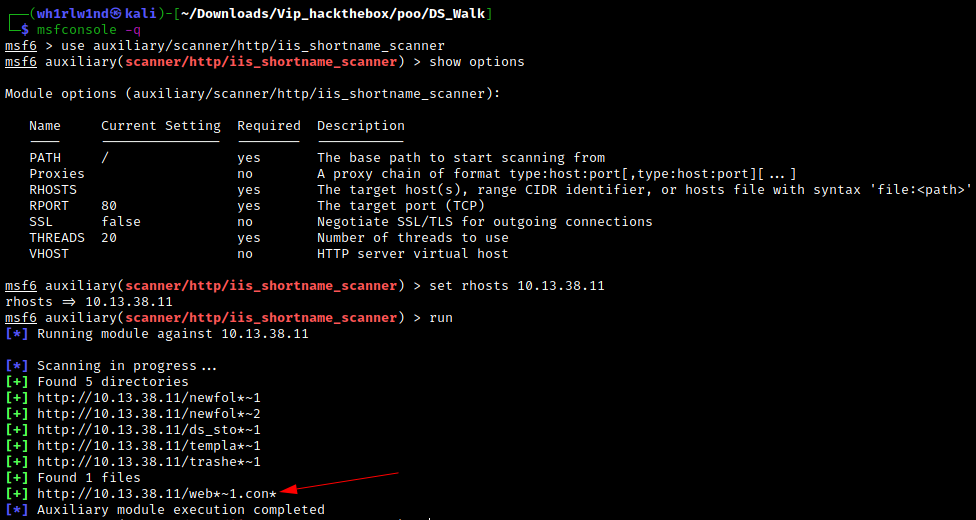 ┌──(wh1rlw1nd㉿kali)-[~/Downloads/Vip_hackthebox/poo/DS_Walk]
└─$ msfconsole -q
msf6 > use auxiliary/scanner/http/iis_shortname_scanner
msf6 auxiliary(scanner/http/iis_shortname_scanner) > show options
Module options (auxiliary/scanner/http/iis_shortname_scanner):
Name Current Setting Required Description
---- --------------- -------- -----------
PATH / yes The base path to start scanning from
Proxies no A proxy chain of format type:host:port[,type:host:port][...]
RHOSTS yes The target host(s), range CIDR identifier, or hosts file with syntax 'file:<path>'
RPORT 80 yes The target port (TCP)
SSL false no Negotiate SSL/TLS for outgoing connections
THREADS 20 yes Number of threads to use
VHOST no HTTP server virtual host
msf6 auxiliary(scanner/http/iis_shortname_scanner) > set rhosts 10.13.38.11
rhosts => 10.13.38.11
msf6 auxiliary(scanner/http/iis_shortname_scanner) > run
[*] Running module against 10.13.38.11
[*] Scanning in progress...
[+] Found 5 directories
[+] http://10.13.38.11/newfol*~1
[+] http://10.13.38.11/newfol*~2
[+] http://10.13.38.11/ds_sto*~1
[+] http://10.13.38.11/templa*~1
[+] http://10.13.38.11/trashe*~1
[+] Found 1 files
[+] http://10.13.38.11/web*~1.con*
[*] Auxiliary module execution completed